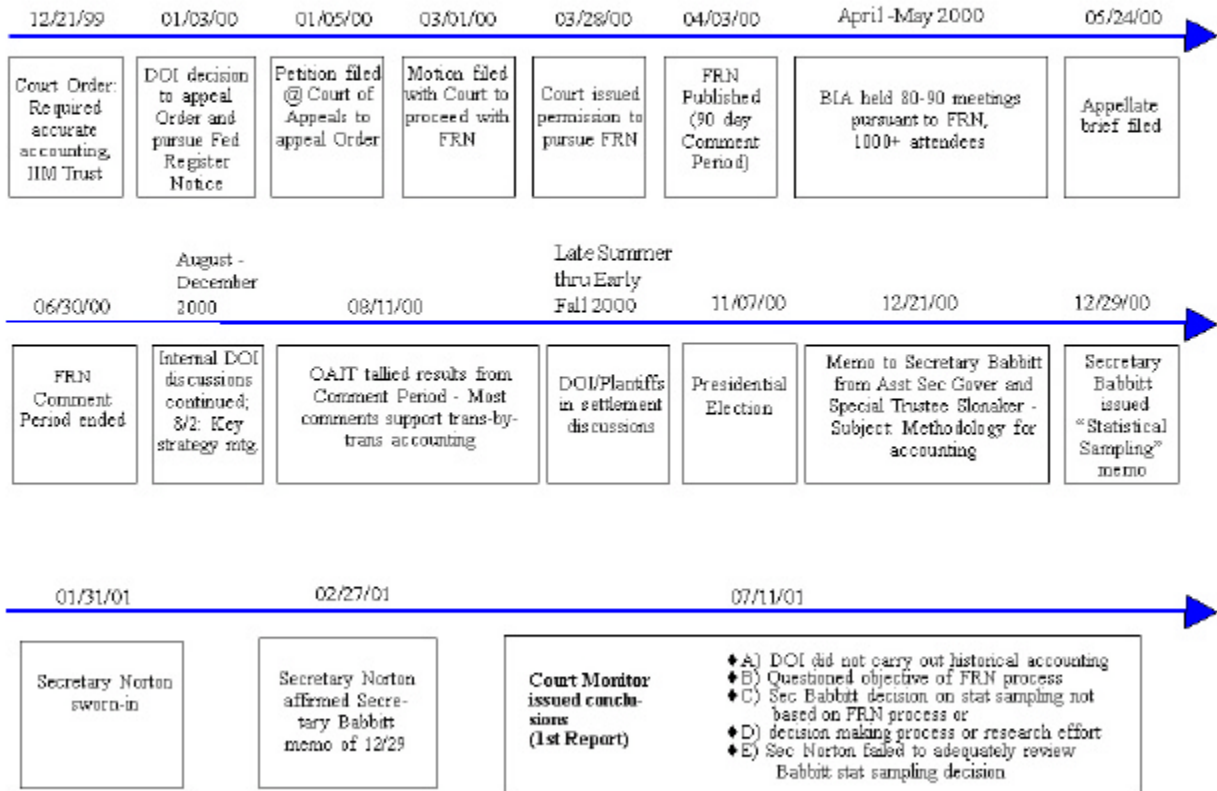 12/21/99
01/03/00
01/05/00
03/01/00
03/28/00
04/03/00
April -May 2000
05/24/00
Court Order:
Required
accurate
accounting,
IIM Trust
DOI decision
to appeal
Order and
pursue Fed
Register
Notice
Petition filed
@ Court of
Appeals to
appeal Order
Motion filed
with Court to
proceed with
FRN
Court issued
permission to
pursue FRN
FRN
Published
(90 day
Comment
Period)
BIA held 80-90 meetings
pursuant to FRN,
1000+ attendees
Appellate
brief filed
06/30/00
August -
December
2000
08/11/00
Late Summer
thru Early
Fall 2000
11/07/00
12/21/00
12/29/00
FRN
Comment
Period ended
Internal DOI
discussions
continued;
8/2: Key
strategy mtg.
OAIT tallied results from
Comment Period - Most
comments support trans-by-
trans accounting
DOI/Plantiffs
in settlement
discussions
Presidential
Election
Memo to Secretary Babbitt
from Asst Sec Gover and
Special Trustee Slonaker -
Subject: Methodology for
accounting
Secretary
Babbitt
issued
“Statistical
Sampling”
memo
01/31/01
02/27/01
07/11/01
Secretary Norton
sworn-in
Secretary Norton
affirmed Secre-
tary Babbitt
memo of 12/29
Court Monitor
issued conclu-
sions
(1st Report)
♦A) DOI did not carry out historical accounting
♦B) Questioned objective of FRN process
♦C) Sec Babbitt decision on stat sampling not
based on FRN process or
♦D) decision making process or research effort
♦E) Sec Norton failed to adequately review
Babbitt stat sampling decision